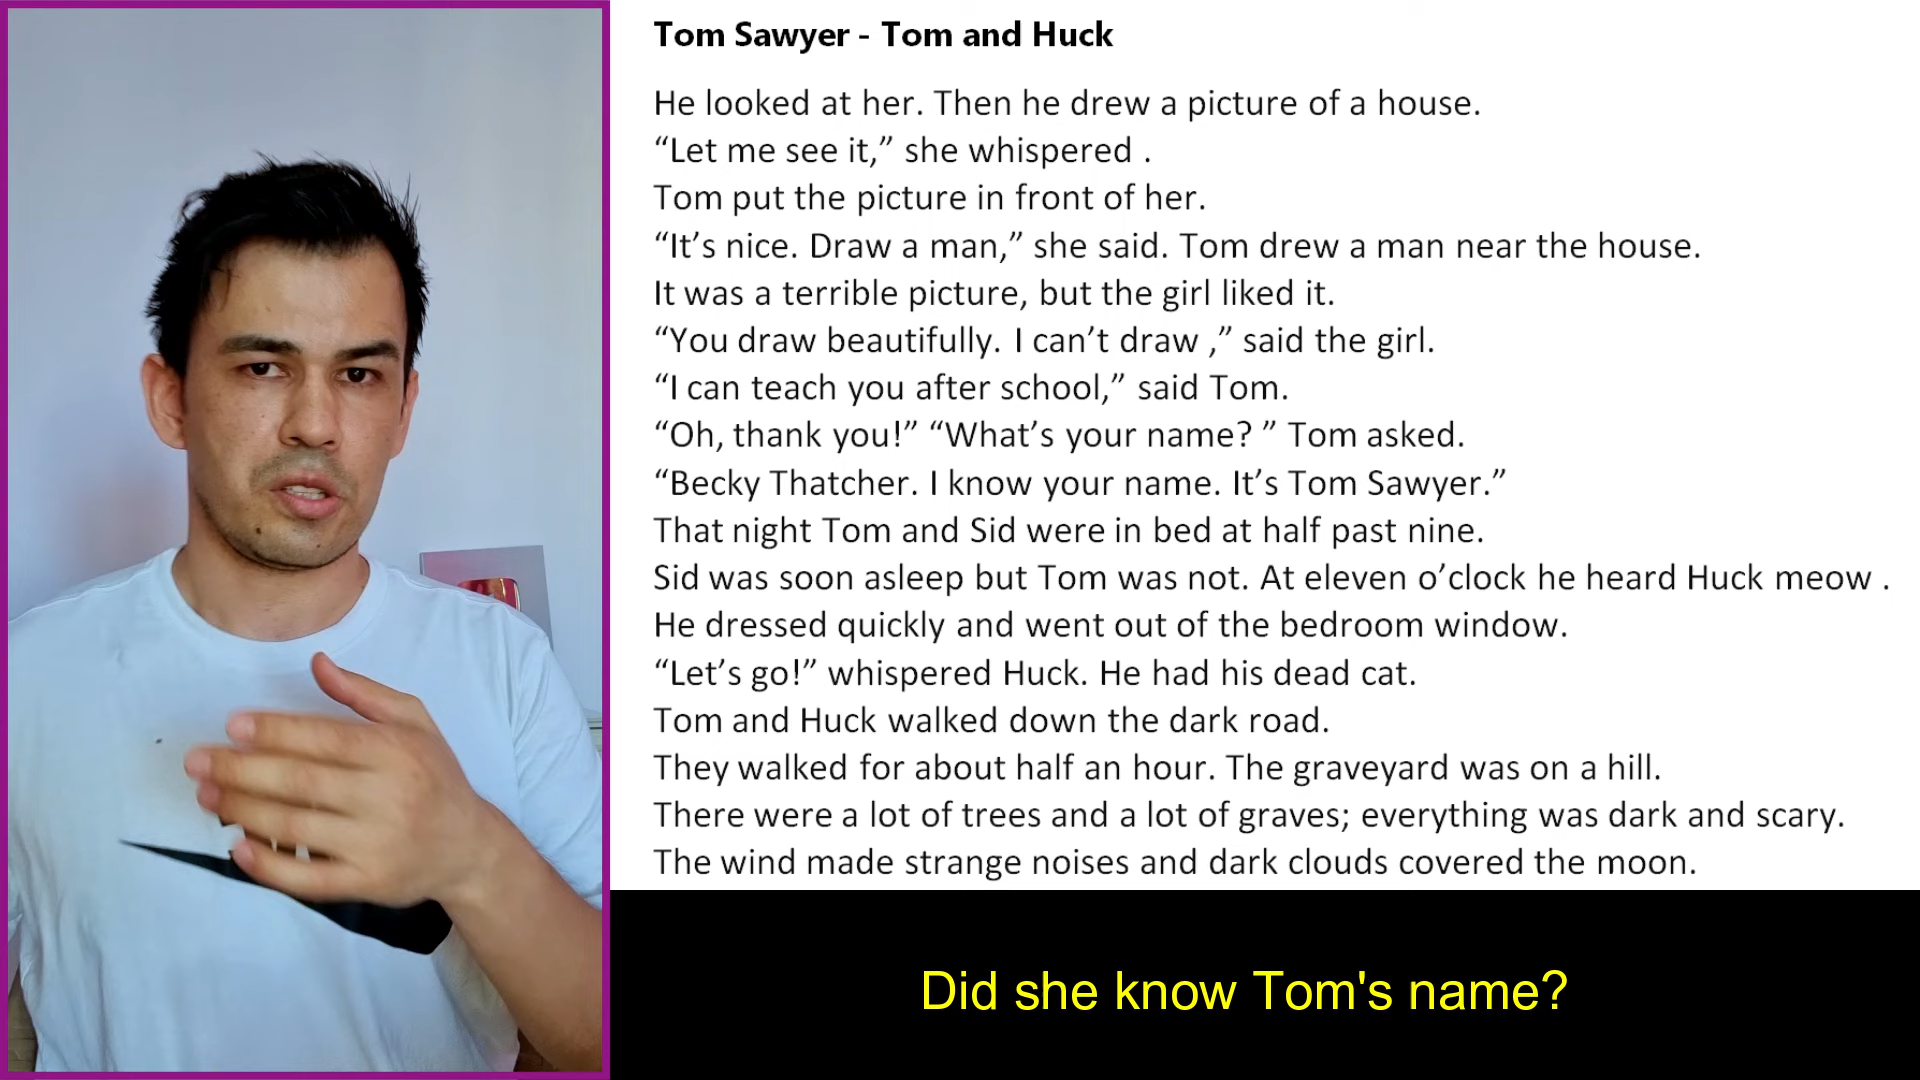 Tom Sawyer - Tom and Huck
He looked at her. Then he drew a picture of a house.
“Let me see it,” she whispered .
Tom put the picture in front of her.
“It’s nice. Draw a man,” she said. Tom drew a man near the house.
It was a terrible picture, but the girl liked it.
“You draw beautifully. I can’t draw ,” said the girl.
“I can teach you after school,” said Tom.
“Oh, thank you!” “What’s your name? ” Tom asked.
“Becky Thatcher. I know your name. It’s Tom Sawyer.”
That night Tom and Sid were in bed at half past nine.
Sid was soon asleep but Tom was not. At eleven o’clock he heard Huck meow .
He dressed quickly and went out of the bedroom window.
“Let’s go!” whispered Huck. He had his dead cat.
Tom and Huck walked down the dark road.
They walked for about half an hour. The graveyard was on a hill.
There were a lot of trees and a lot of graves; everything was dark and scary.
The wind made strange noises and dark clouds covered the moon.
Did she know Tom's name?